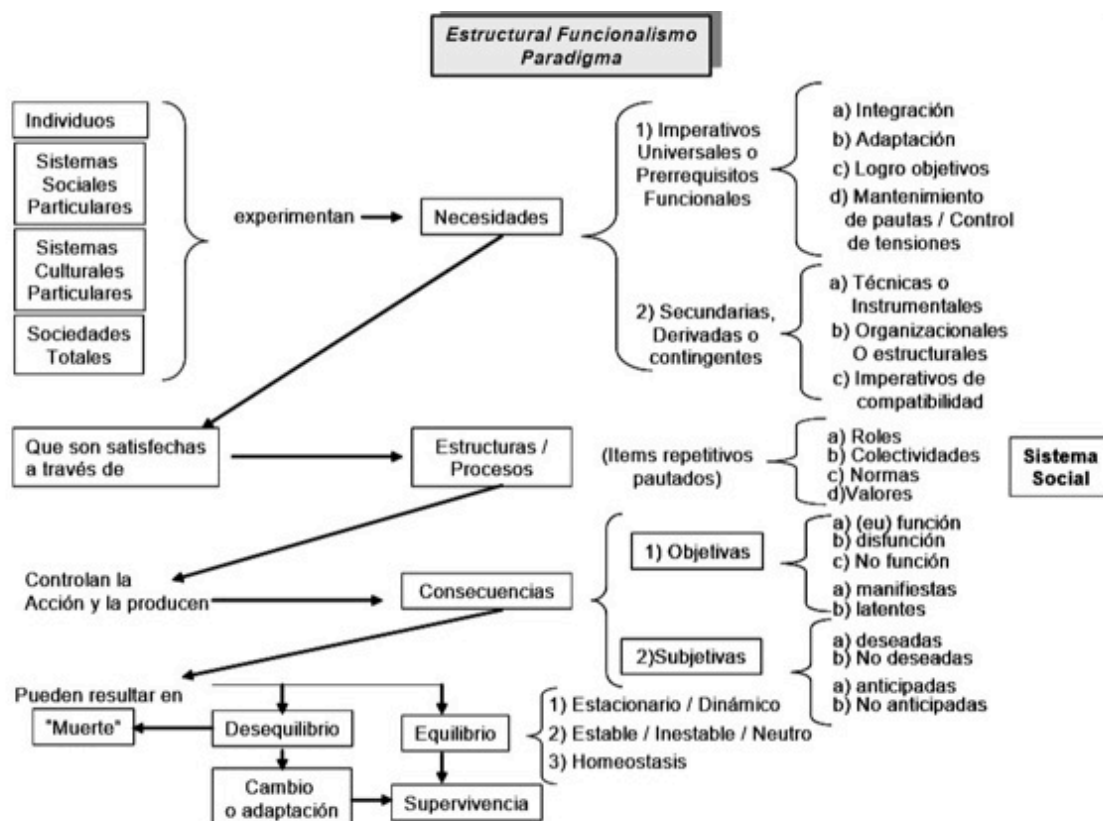 Estructural Funcionalismo
Paradigma
Individuos
Sistemas
Sociales
Particulares
Sistemas
Culturales
Particulares
Sociedades
Totales
experimentan
Necesidades
1) Imperativos
Universales o
Prerrequisitos
Funcionales
a) Integración
b) Adaptación
c) Logro objetivos
d) Mantenimiento
de pautas / Control
de tensiones
2) Secundarias,
Derivadas o
contingentes
a) Técnicas o
Instrumentales
b) Organizacionales
O estructurales
c) Imperativos de
compatibilidad
Que son satisfechas
a través de
Estructuras /
Procesos
(Items repetitivos
pautados)
a) Roles
b) Colectividades
c) Normas
d)Valores
Sistema
Social
Controlan la
Acción y la producen
Consecuencias
1) Objetivas
a) (eu) función
b) disfunción
c) No función
a) manifiestas
b) latentes
2)Subjetivas
a) deseadas
b) No deseadas
a) anticipadas
b) No anticipadas
Pueden resultar en
"Muerte"
Desequilibrio
Equilibrio
1) Estacionario / Dinámico
2) Estable / Inestable / Neutro
3) Homeostasis
Cambio
o adaptación
Supervivencia